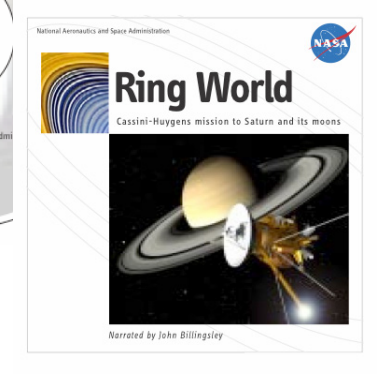 National Aeronautics and Space Administration
NASA
Ring World
Cassini-Huygens mission to Saturn and its moons
Narrated by John Billingsley